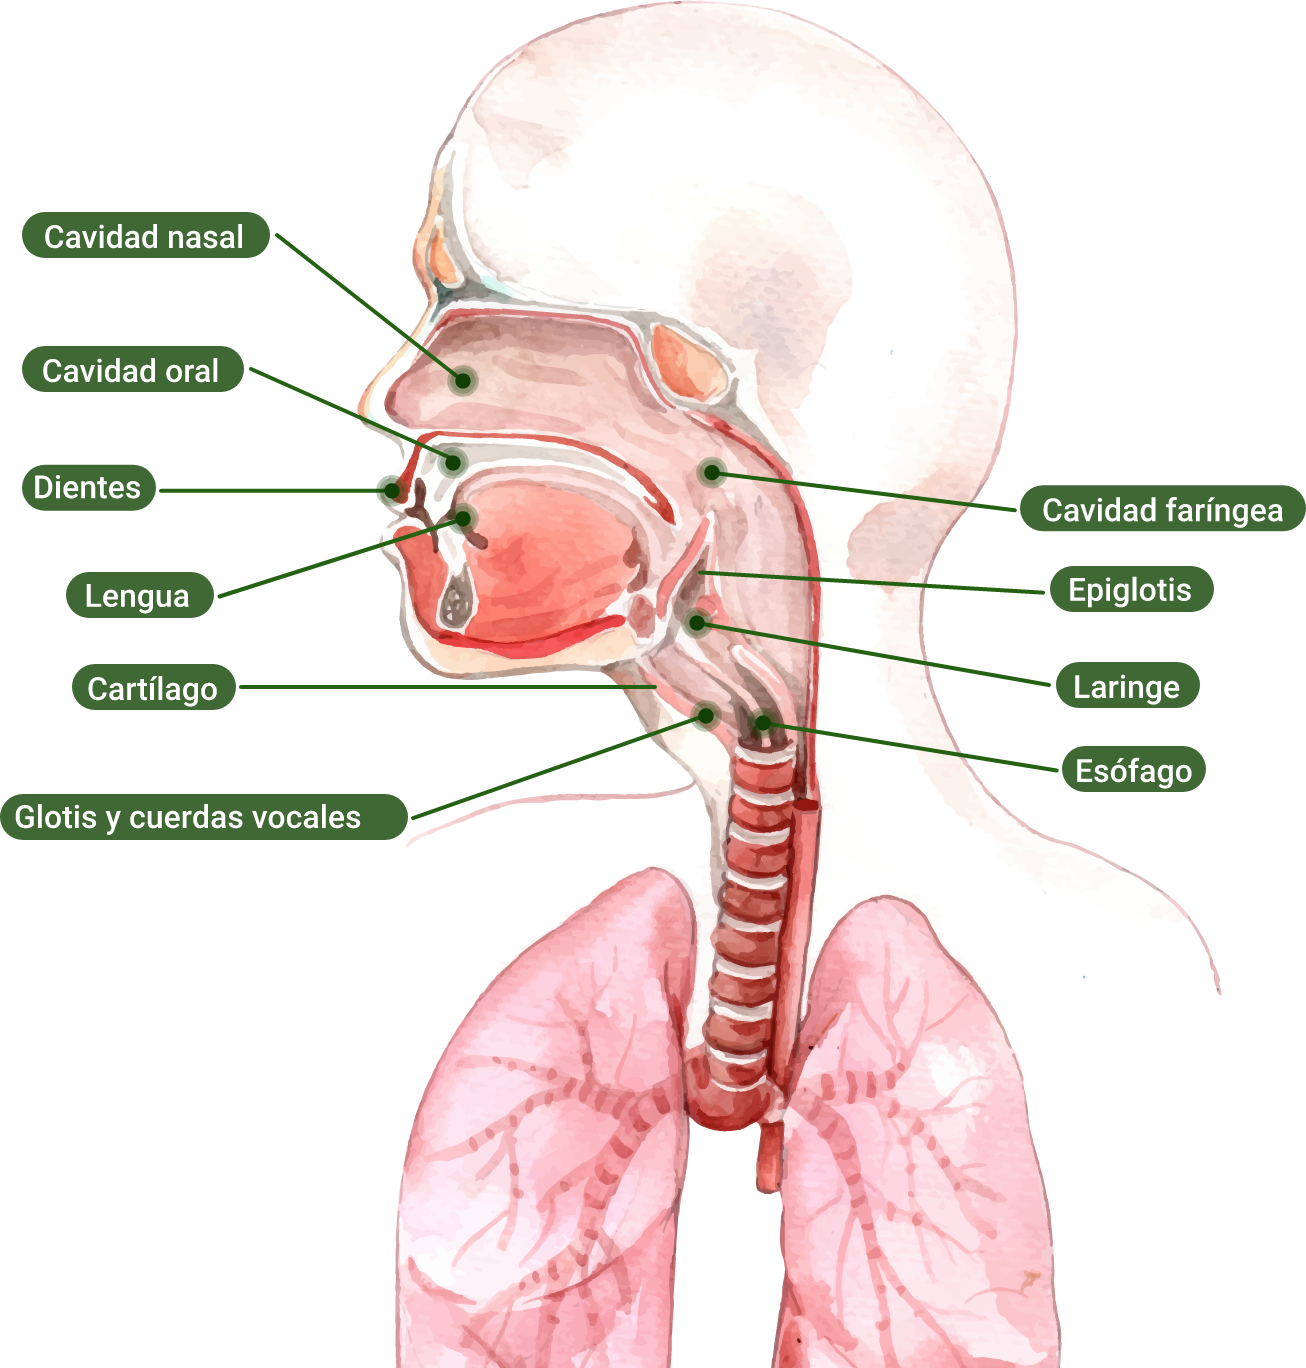 Cavidad nasal
Cavidad oral
Dientes
Lengua
Cartílago
Glotis y cuerdas vocales
Cavidad faríngea
Epiglotis
Laringe
Esófago